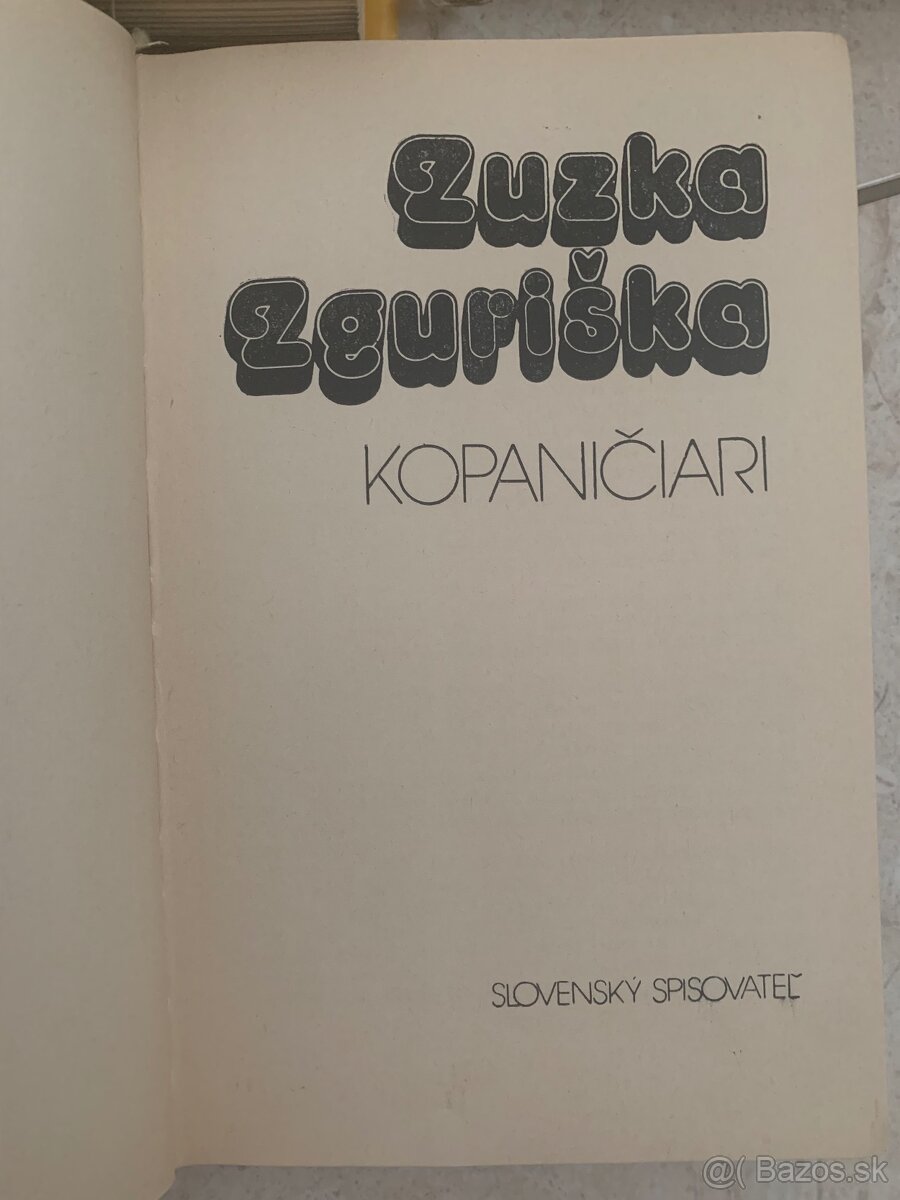 Zuzka
Zguriška
KOPANIČIARI
SLOVENSKÝ SPISOVATEĽ
@( Bazos.sk